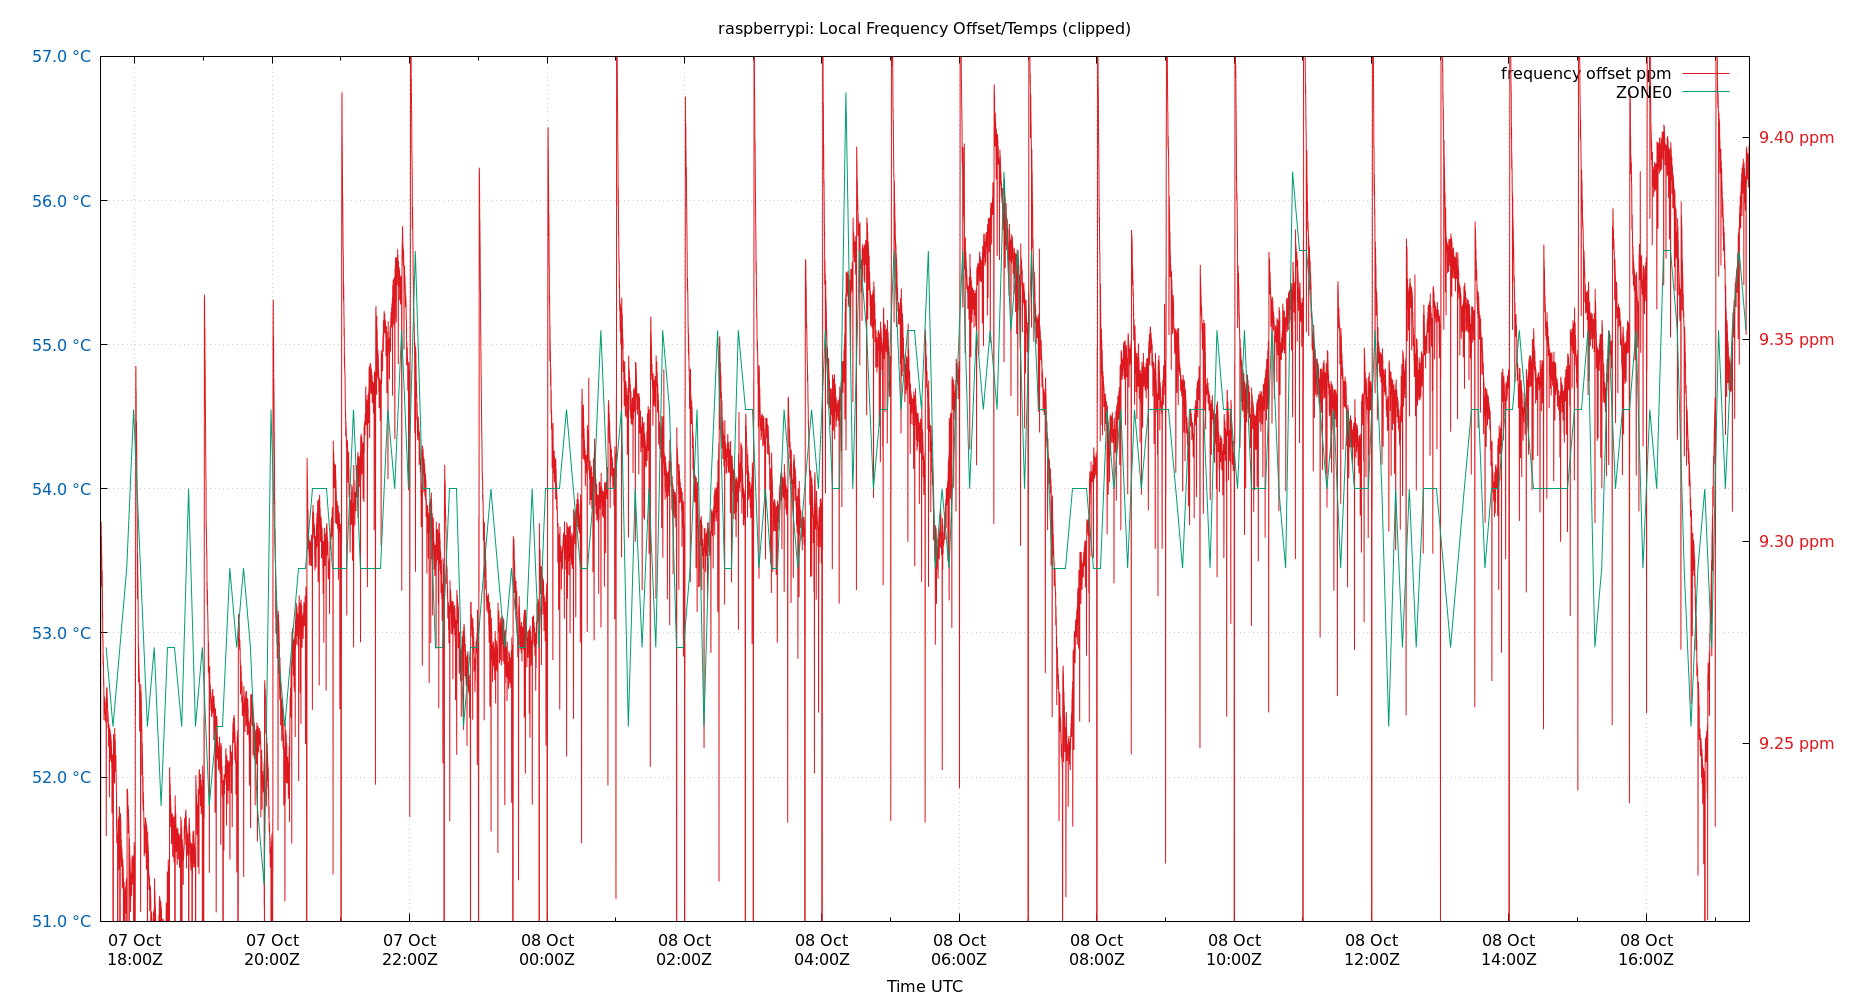 raspberrypi: Local Frequency Offset/Temps (clipped)
57.0 °C
56.0 °C
55.0 °C
54.0 °C
53.0 °C
52.0 °C
51.0 °C
frequency offset ppm
ZONE0
9.40 ppm
9.35 ppm
9.30 ppm
9.25 ppm
07 Oct 07 Oct 07 Oct 08 Oct 08 Oct 08 Oct 08 Oct 08 Oct 08 Oct 08 Oct 08 Oct 08 Oct
18:00Z 20:00Z 22:00Z 00:00Z 02:00Z 04:00Z 06:00Z 08:00Z 10:00Z 12:00Z 14:00Z 16:00Z
Time UTC